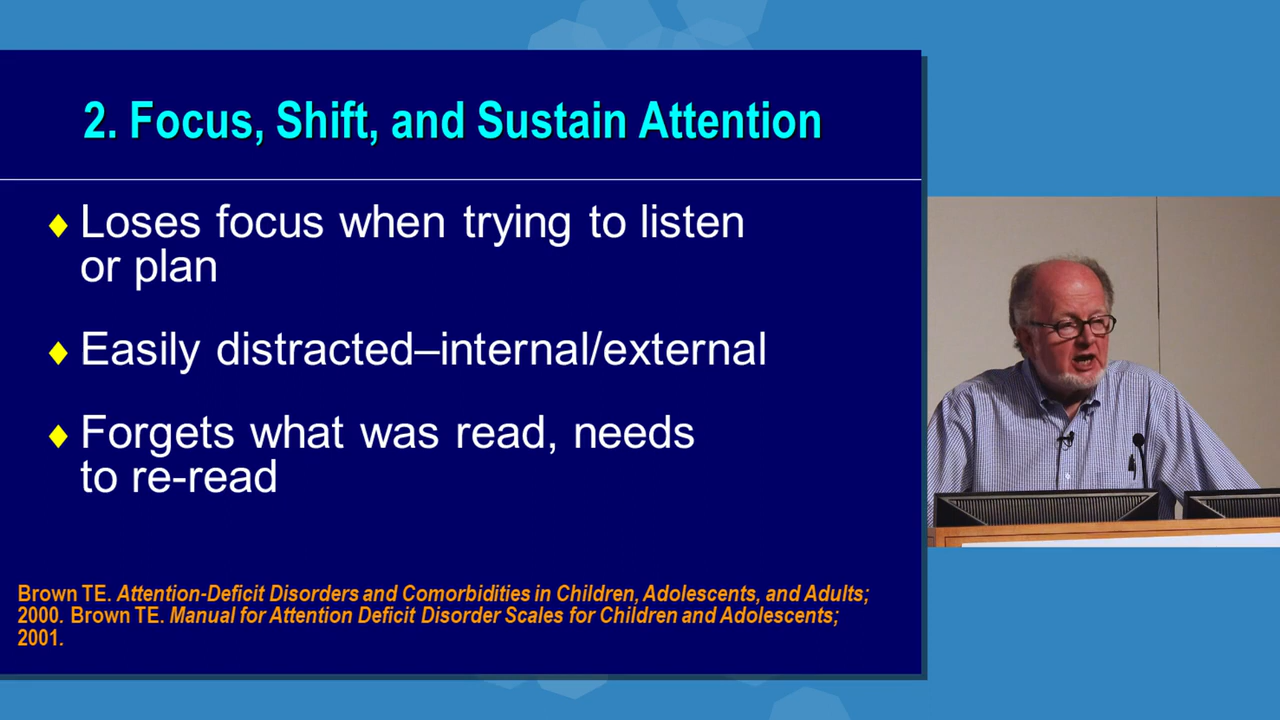 2. Focus, Shift, and Sustain Attention
♦ Loses focus when trying to listen
or plan
♦ Easily distracted–internal/external
♦ Forgets what was read, needs
to re-read
Brown TE. Attention-Deficit Disorders and Comorbidities in Children, Adolescents, and Adults;
2000. Brown TE. Manual for Attention Deficit Disorder Scales for Children and Adolescents;
2001.